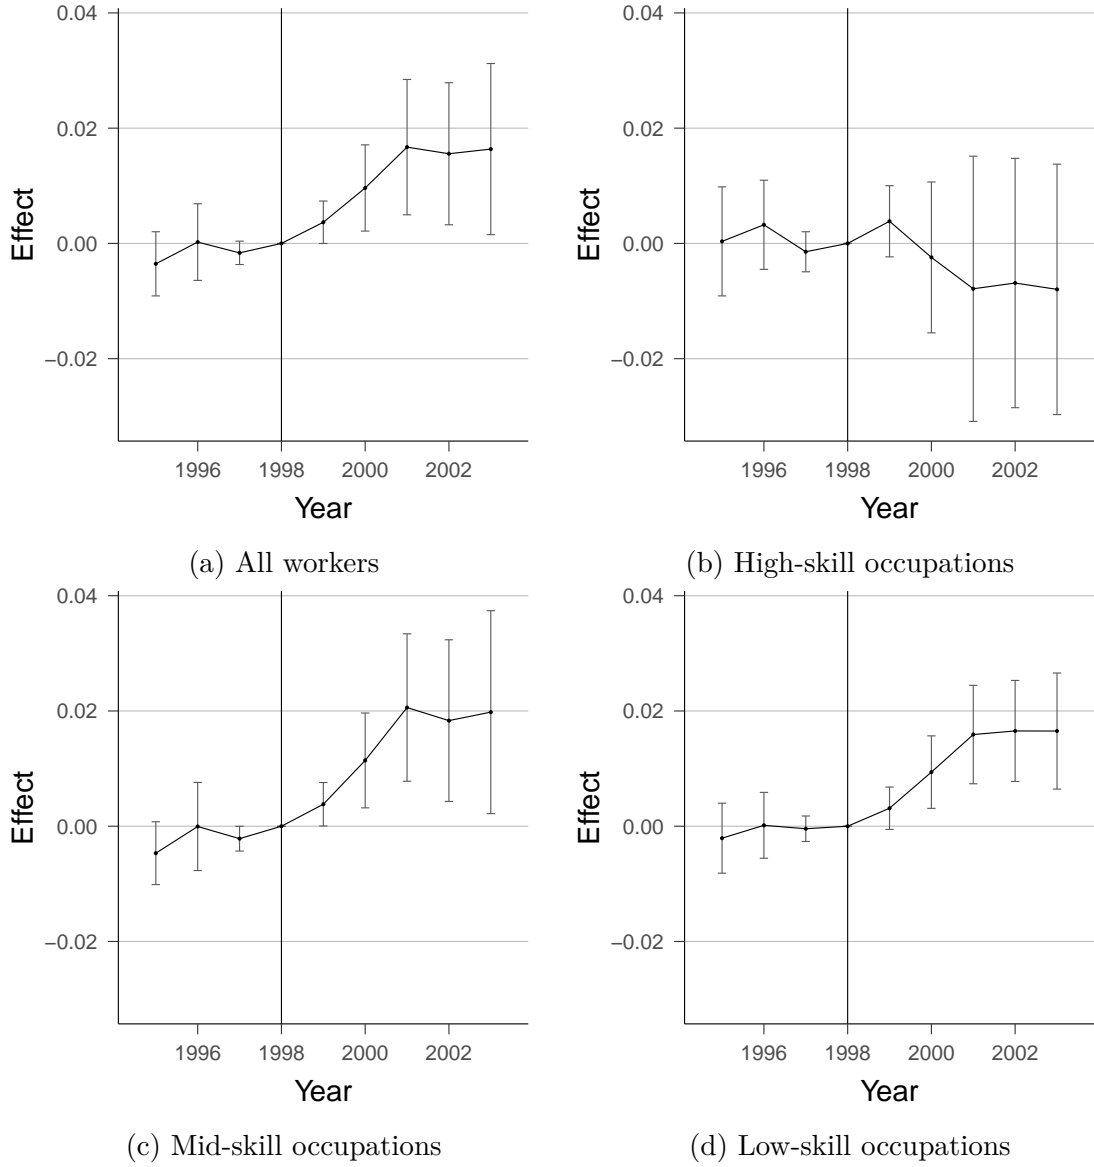 0.04
0.02
0.00
−0.02
Effect
1996
1998
2000
2002
Year
(a) All workers
0.04
0.02
0.00
−0.02
Effect
1996
1998
2000
2002
Year
(b) High-skill occupations
0.04
0.02
0.00
−0.02
Effect
1996
1998
2000
2002
Year
(c) Mid-skill occupations
0.04
0.02
0.00
−0.02
Effect
1996
1998
2000
2002
Year
(d) Low-skill occupations